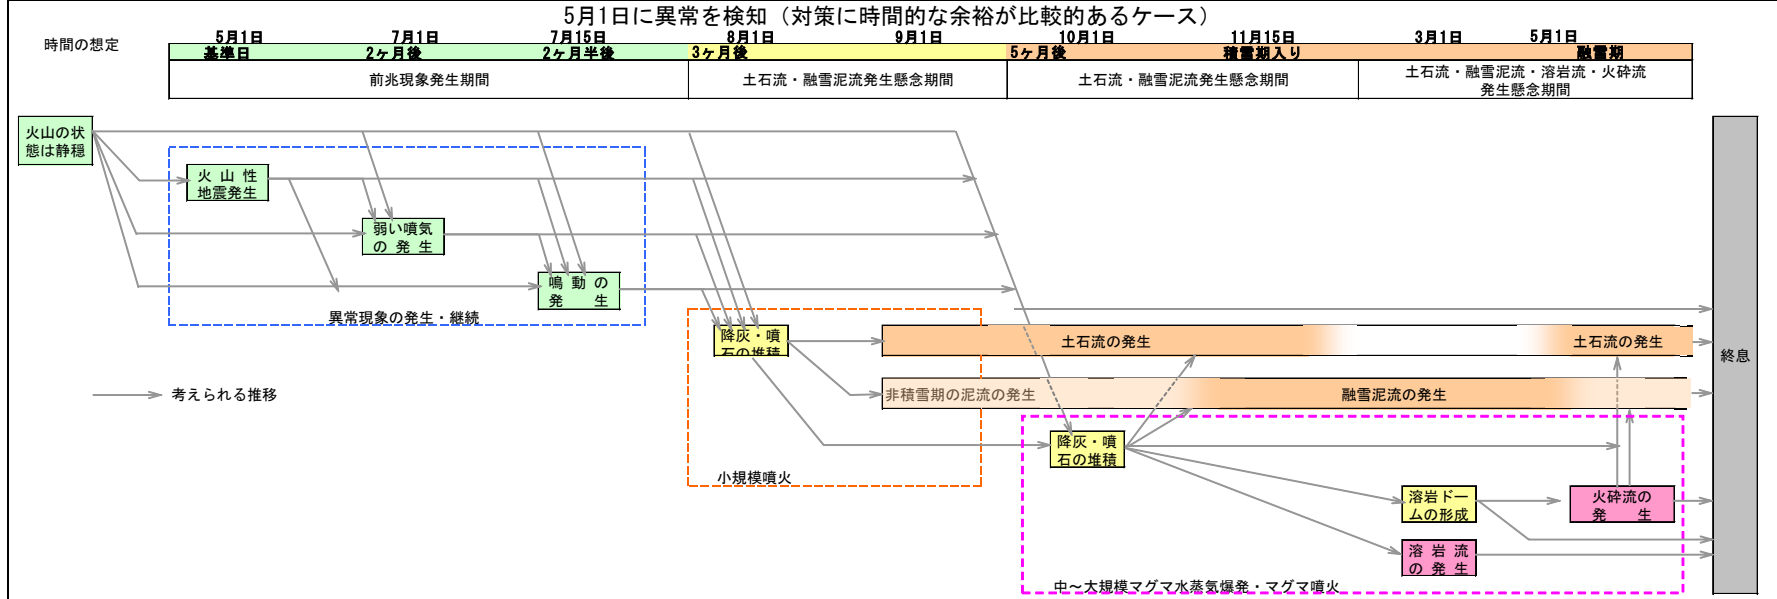 5月1日に異常を検知（対策に時間的な余裕が比較的あるケース）
時間の想定
5月1日 7月1日 7月15日 8月1日 9月1日 10月1日 11月15日 3月1日 5月1日
基準日 2ヶ月後 2ヶ月半後 3ヶ月後 5ヶ月後 積雪期入り 融雪期
前兆現象発生期間
土石流・融雪泥流発生懸念期間
土石流・融雪泥流発生懸念期間
土石流・融雪泥流・溶岩流・火砕流
発生懸念期間
火山の状
態は静穏
火山性
地震発生
弱い噴気
の発生
鳴動の
発生
異常現象の発生・継続
降灰・噴
石の堆積
土石流の発生
土石流の発生
終息
考えられる推移
非積雪期の泥流の発生
融雪泥流の発生
降灰・噴
石の堆積
小規模噴火
溶岩ドー
ムの形成
火砕流の
発生
溶岩流
の発生
中～大規模マグマ水蒸気爆発・マグマ噴火